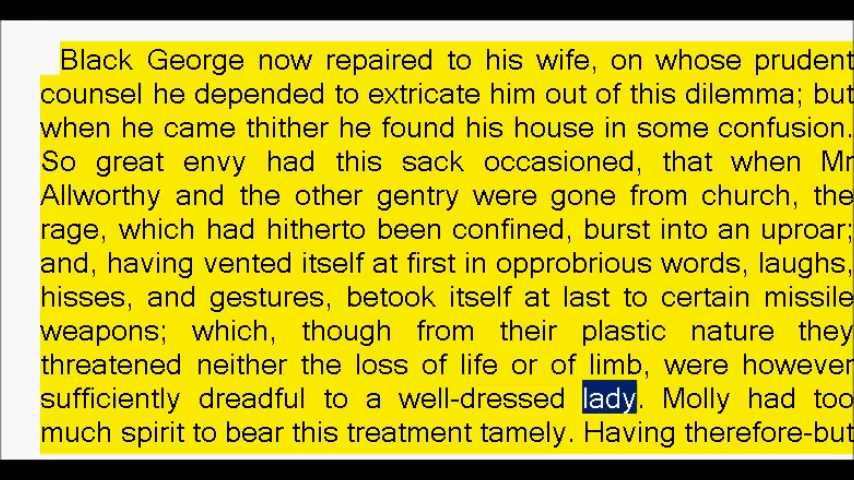 Black George now repaired to his wife, on whose prudent
counsel he depended to extricate him out of this dilemma; but
when he came thither he found his house in some confusion.
So great envy had this sack occasioned, that when Mr
Allworthy and the other gentry were gone from church, the
rage, which had hitherto been confined, burst into an uproar;
and, having vented itself at first in opprobrious words, laughs,
hisses, and gestures, betook itself at last to certain missile
weapons; which, though from their plastic nature they
threatened neither the loss of life or of limb, were however
sufficiently dreadful to a well-dressed lady. Molly had too
much spirit to bear this treatment tamely. Having therefore-but